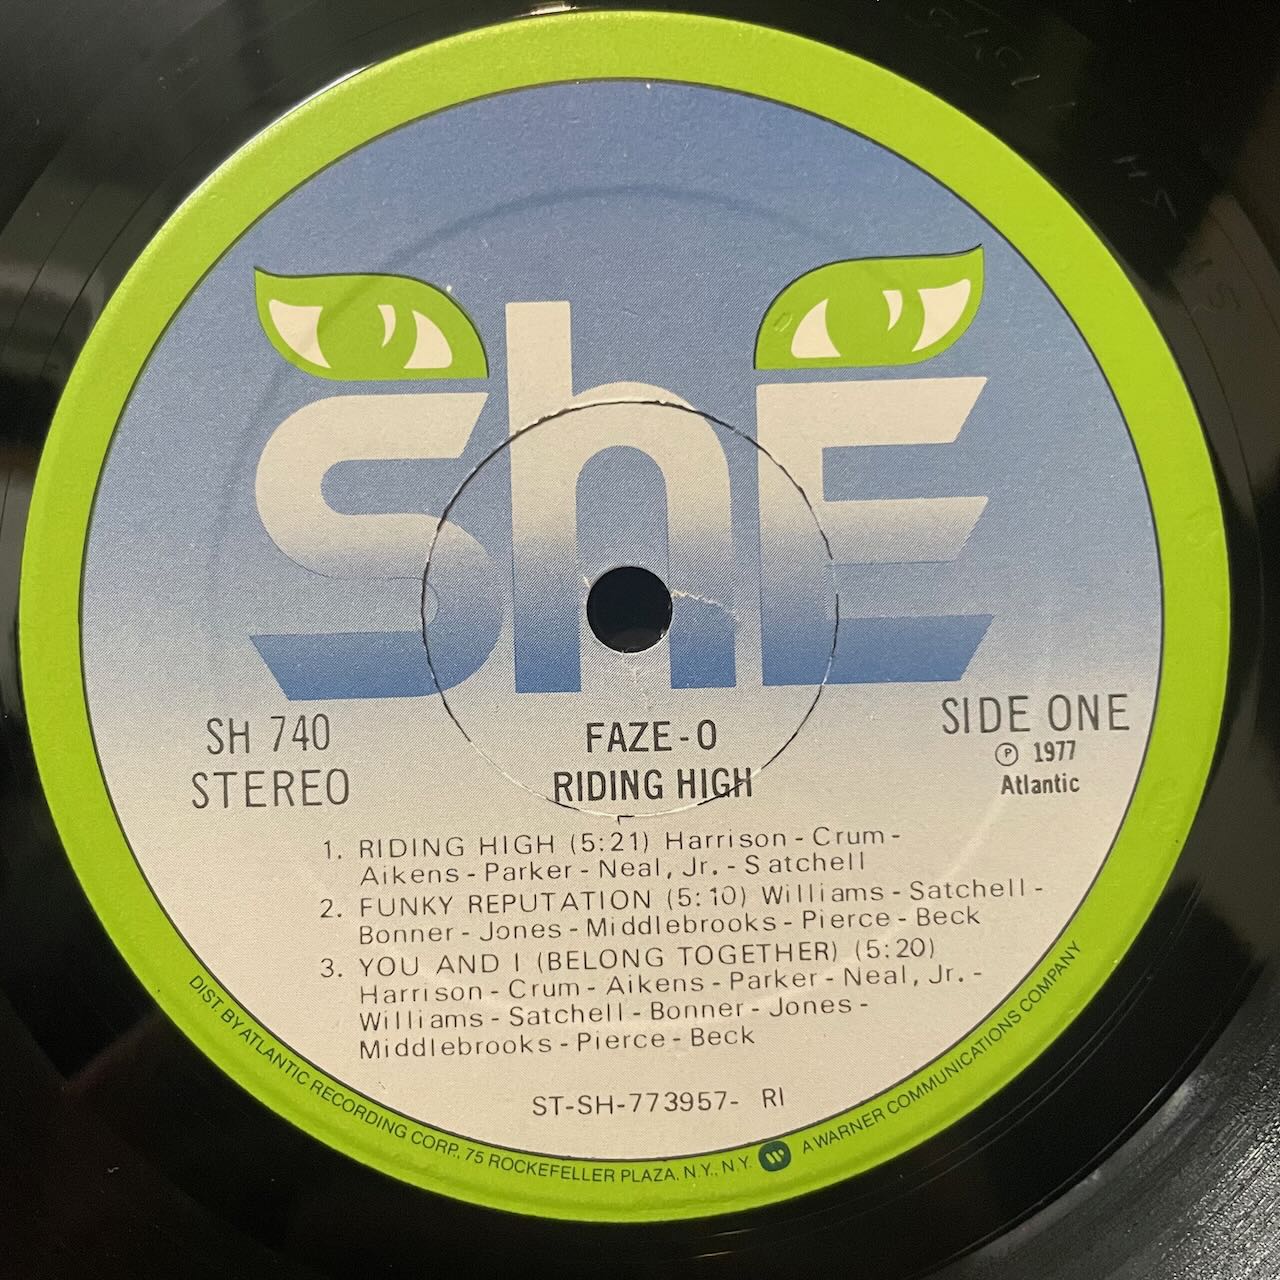 ShE
SH 740
STEREO
FAZE-O
RIDING HIGH
SIDE ONE
Ⓟ 1977
Atlantic
1. RIDING HIGH (5:21) Harrison - Crum -
Aikens - Parker - Neal, Jr. - Satchell
2. FUNKY REPUTATION (5:10) Williams - Satchell -
Bonner - Jones - Middlebrooks - Pierce - Beck
3. YOU AND I (BELONG TOGETHER) (5:20)
Harrison - Crum - Aikens - Parker - Neal, Jr. -
Williams - Satchell - Bonner - Jones -
Middlebrooks - Pierce - Beck
ST-SH-773957- RI
DIST. BY ATLANTIC RECORDING CORP., 75 ROCKEFELLER PLAZA, N.Y., N.Y. W A WARNER COMMUNICATIONS COMPANY